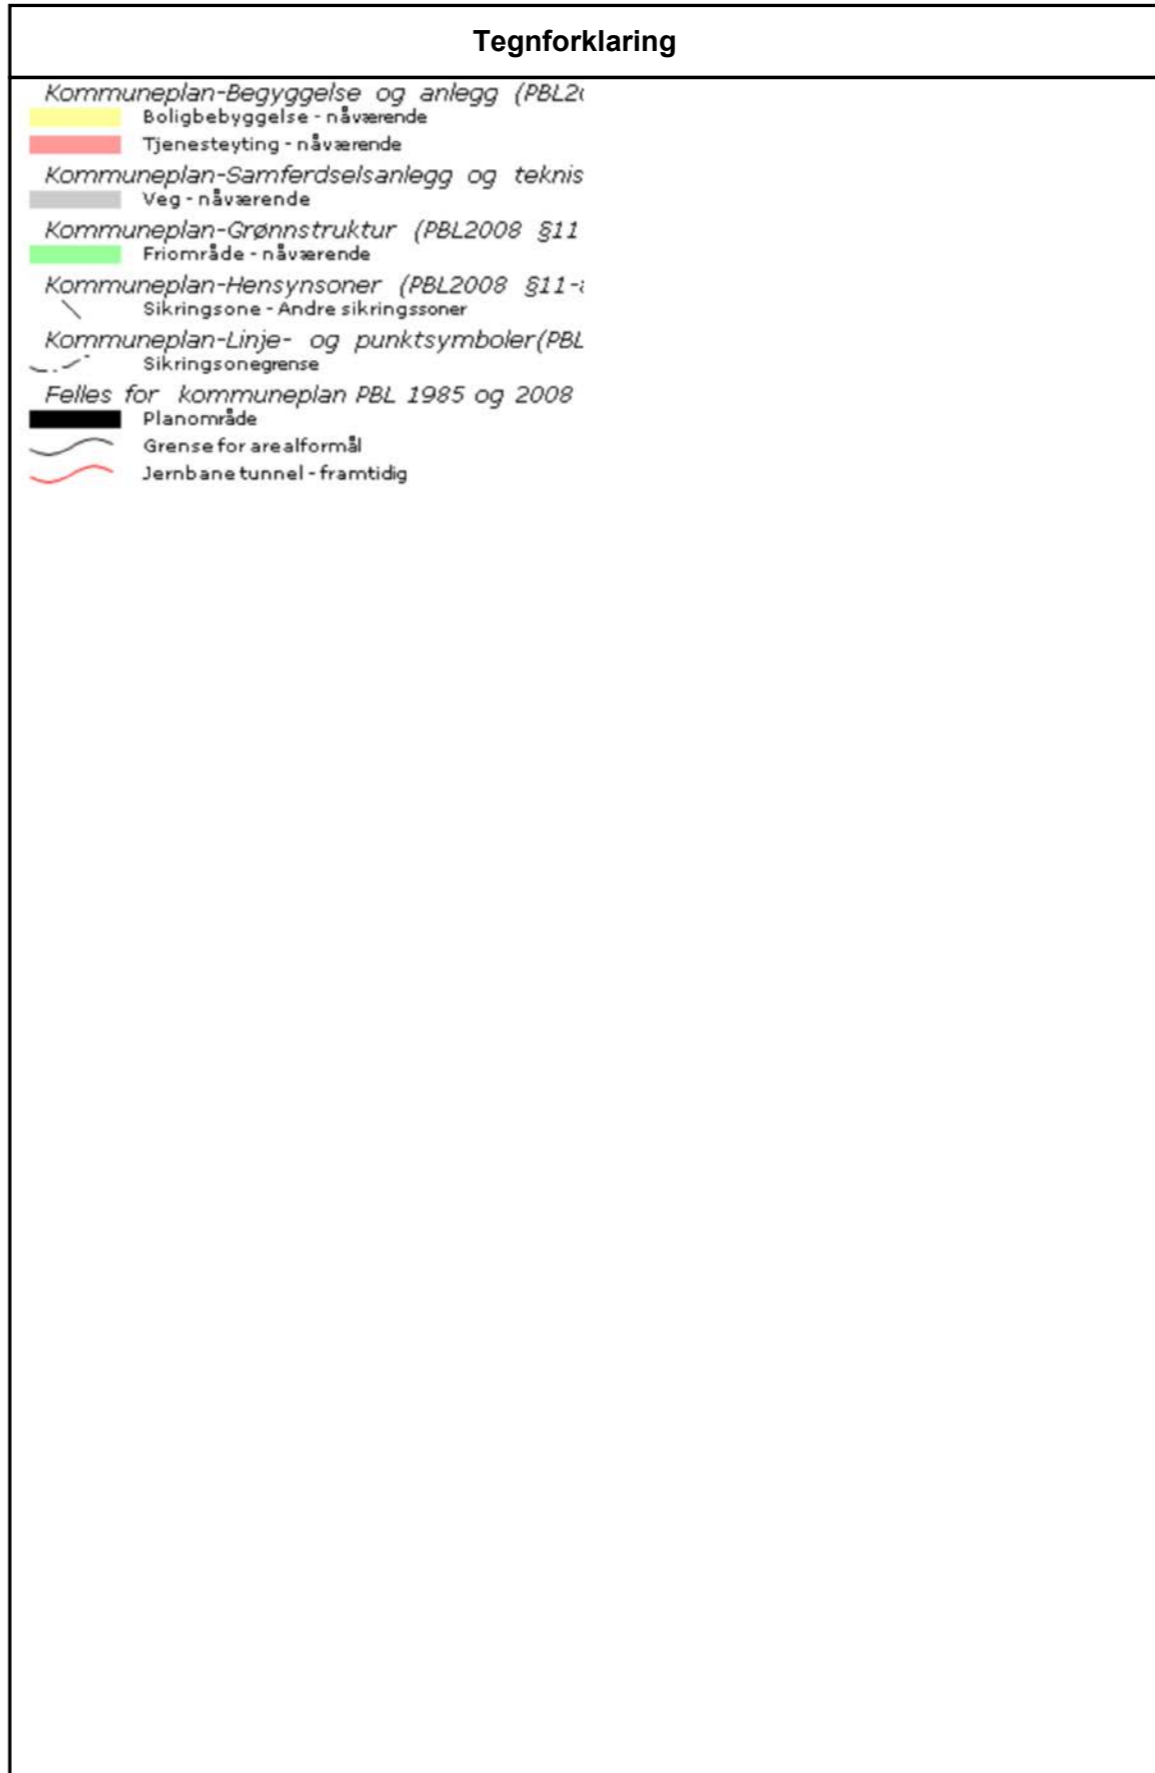 Tegnforklaring
Kommuneplan-Begyggelse og anlegg
Boligbebyggelse - nåværende
Tjenesteyting - nåværende
Kommuneplan-Samferdselsanlegg og teknis
Veg - nåværende
Kommuneplan-Grønnstruktur (PBL2008 §11
Friområde - nåværende
Kommuneplan-Hensynsoner (PBL2008
Sikringsone - Andre sikringssoner
Kommuneplan-Linje- og punktsymboler(PBL
Sikringsonegrense
Felles for kommuneplan PBL 1985 og 2008
Planområde
Grense for arealformål
Jernbane tunnel - framtidig